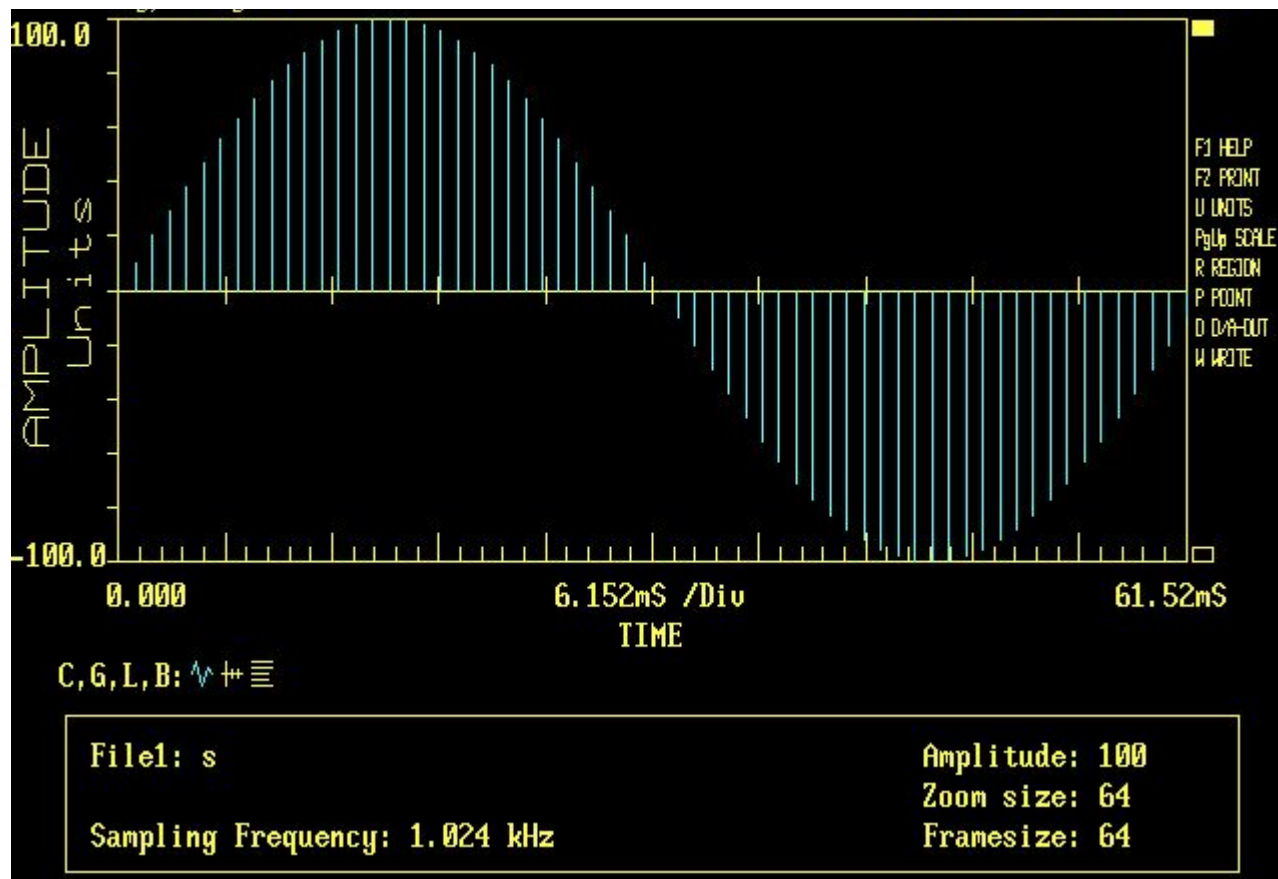 100.0
AMPLITUDE
Units
-100.0
F1 HELP
F2 PRINT
U UNITS
PgUp SCALE
R REGION
P POINT
D D/A-OUT
W WRITE
0.000 6.152mS /Div 61.52mS
TIME
C,G,L,B:
File1: s Amplitude: 100
Zoom size: 64
Sampling Frequency: 1.024 kHz Framesize: 64